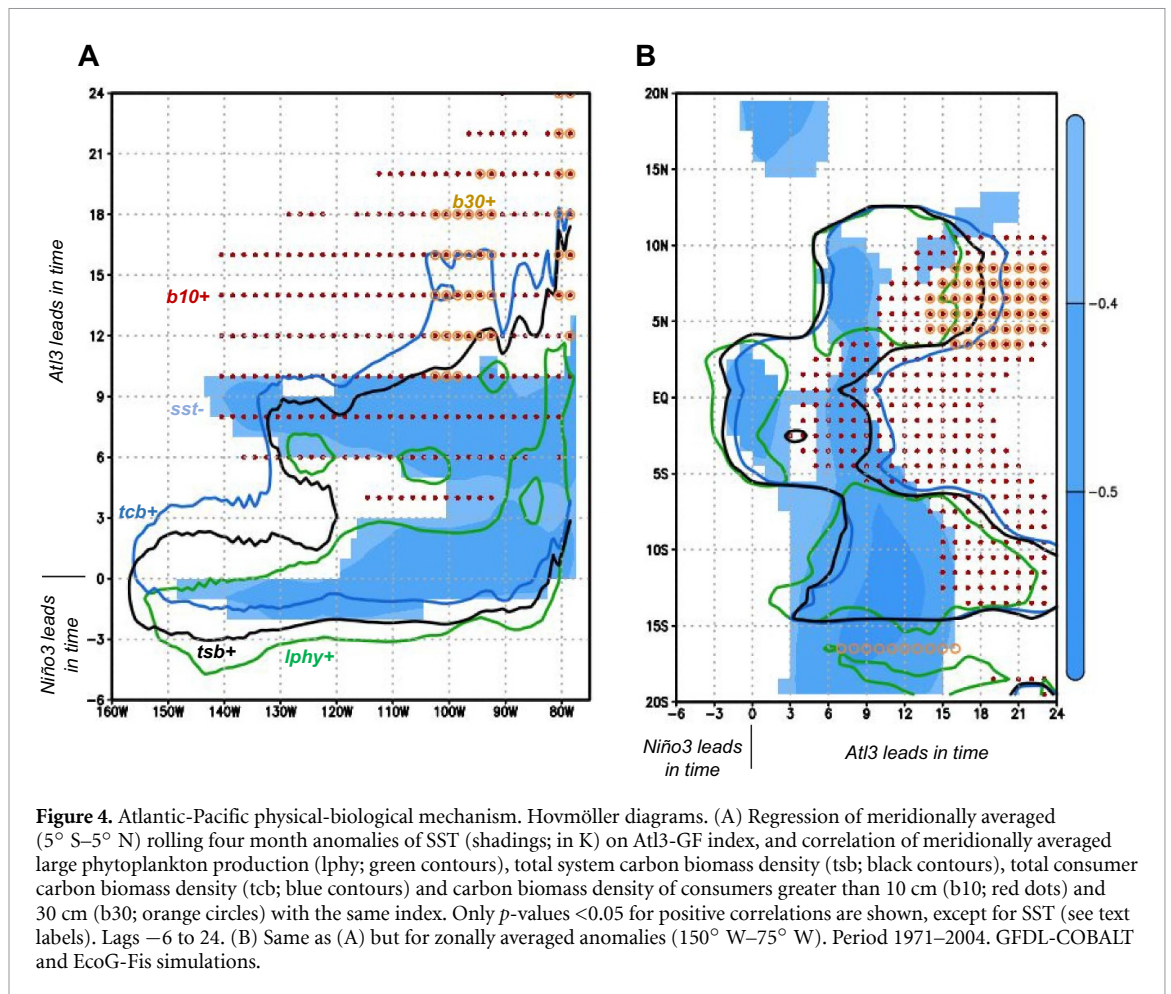 A
B
24
21
18
15
12
9
6
3
0
−3
−6
160W
150W
140W
130W
120W
110W
100W
90W
80W
Atl3 leads in time
Niño3 leads
in time
b30+
b10+
sst-
tcb+
tsb+
lphy+
20N
15N
10N
5N
EQ
5S
10S
15S
20S
−6
−3
0
3
6
9
12
15
18
21
24
Niño3 leads
in time
Atl3 leads in time
−0.4
−0.5
Figure 4. Atlantic-Pacific physical-biological mechanism. Hovmöller diagrams. (A) Regression of meridionally averaged
(5° S–5° N) rolling four month anomalies of SST (shadings; in K) on Atl3-GF index, and correlation of meridionally averaged
large phytoplankton production (lphy; green contours), total system carbon biomass density (tsb; black contours), total consumer
carbon biomass density (tcb; blue contours) and carbon biomass density of consumers greater than 10 cm (b10; red dots) and
30 cm (b30; orange circles) with the same index. Only p-values <0.05 for positive correlations are shown, except for SST (see text
labels). Lags −6 to 24. (B) Same as (A) but for zonally averaged anomalies (150° W–75° W). Period 1971–2004. GFDL-COBALT
and EcoG-Fis simulations.